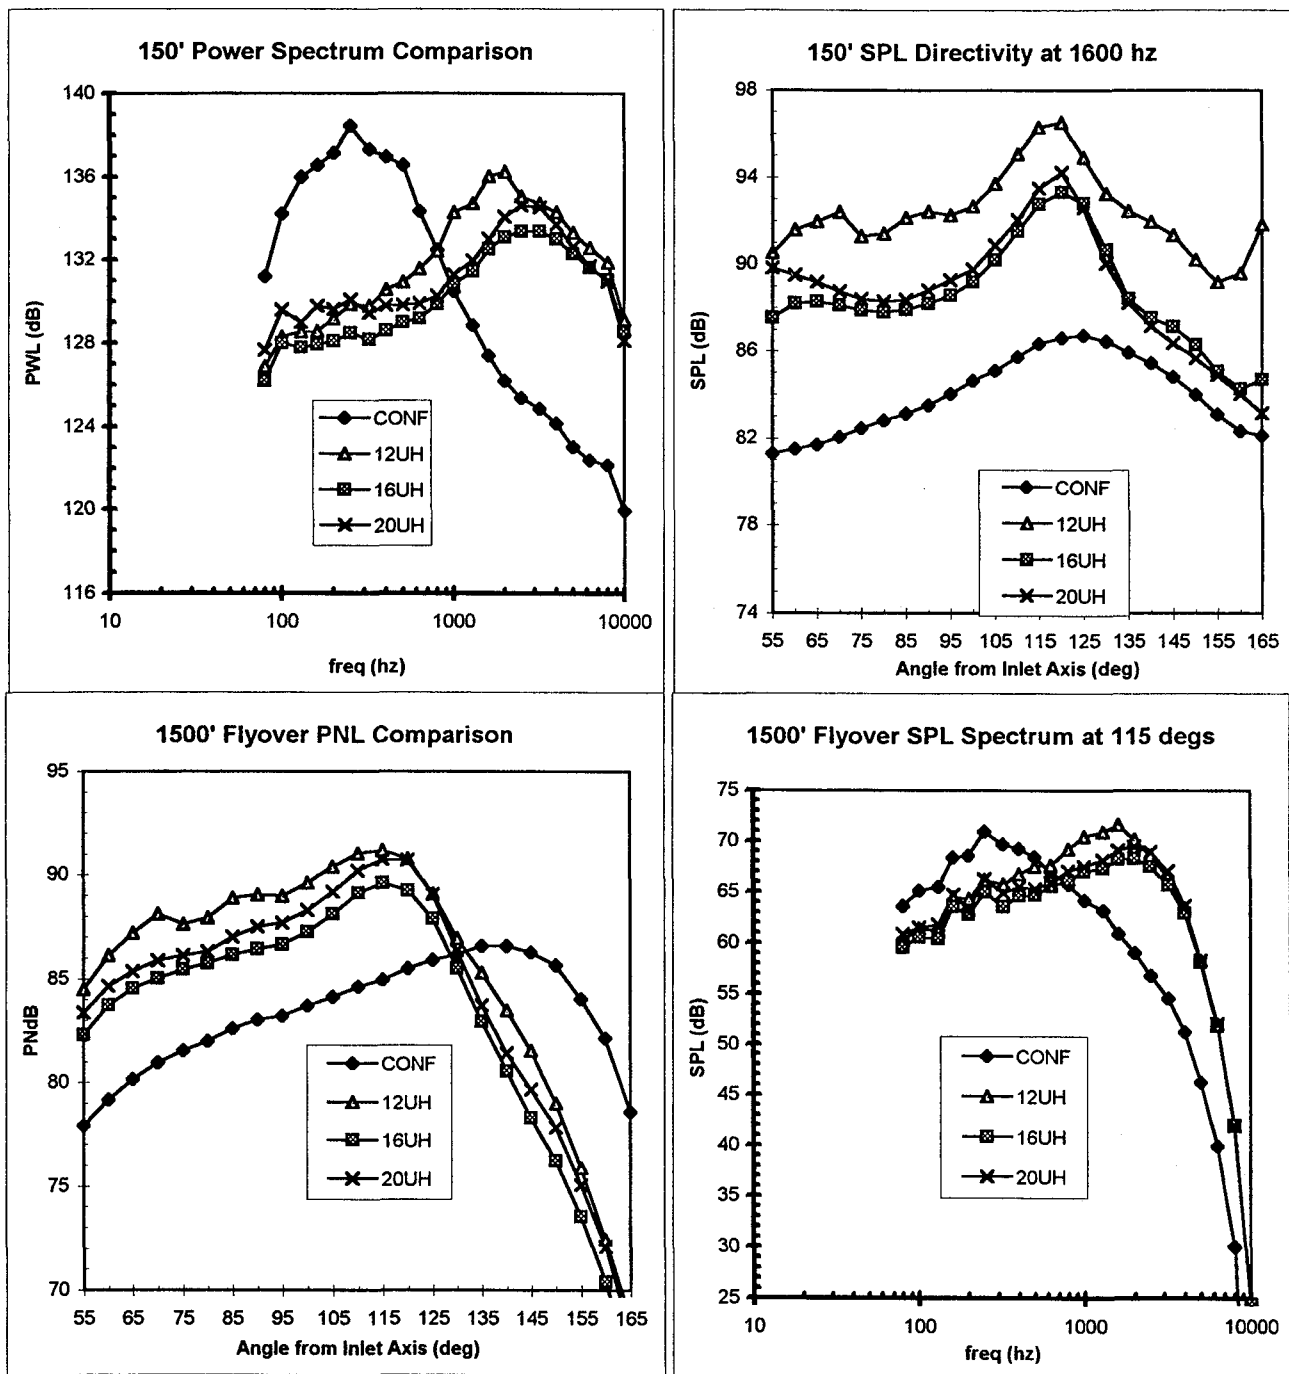 150' Power Spectrum Comparison
140
136
132
128
124
120
116
PWL (dB)
10
100
1000
10000
freq (hz)
CONF
12UH
16UH
20UH
150' SPL Directivity at 1600 hz
98
94
90
86
82
78
74
SPL (dB)
55 65 75 85 95 105 115 125 135 145 155 165
Angle from Inlet Axis (deg)
CONF
12UH
16UH
20UH
1500' Flyover PNL Comparison
95
90
85
80
75
70
PNdB
55 65 75 85 95 105 115 125 135 145 155 165
Angle from Inlet Axis (deg)
CONF
12UH
16UH
20UH
1500' Flyover SPL Spectrum at 115 degs
75
70
65
60
55
50
45
40
35
30
25
SPL (dB)
10
100
1000
10000
freq (hz)
CONF
12UH
16UH
20UH